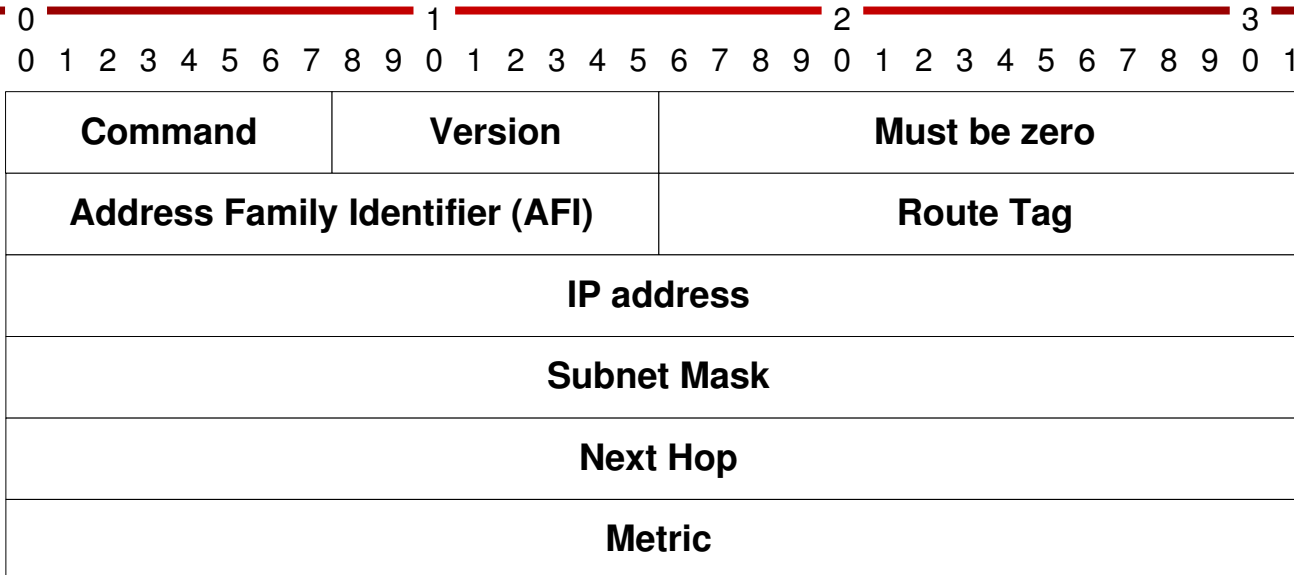 0 1 2 3
0 1 2 3 4 5 6 7 8 9 0 1 2 3 4 5 6 7 8 9 0 1 2 3 4 5 6 7 8 9 0 1
Command Version Must be zero
Address Family Identifier (AFI) Route Tag
IP address
Subnet Mask
Next Hop
Metric